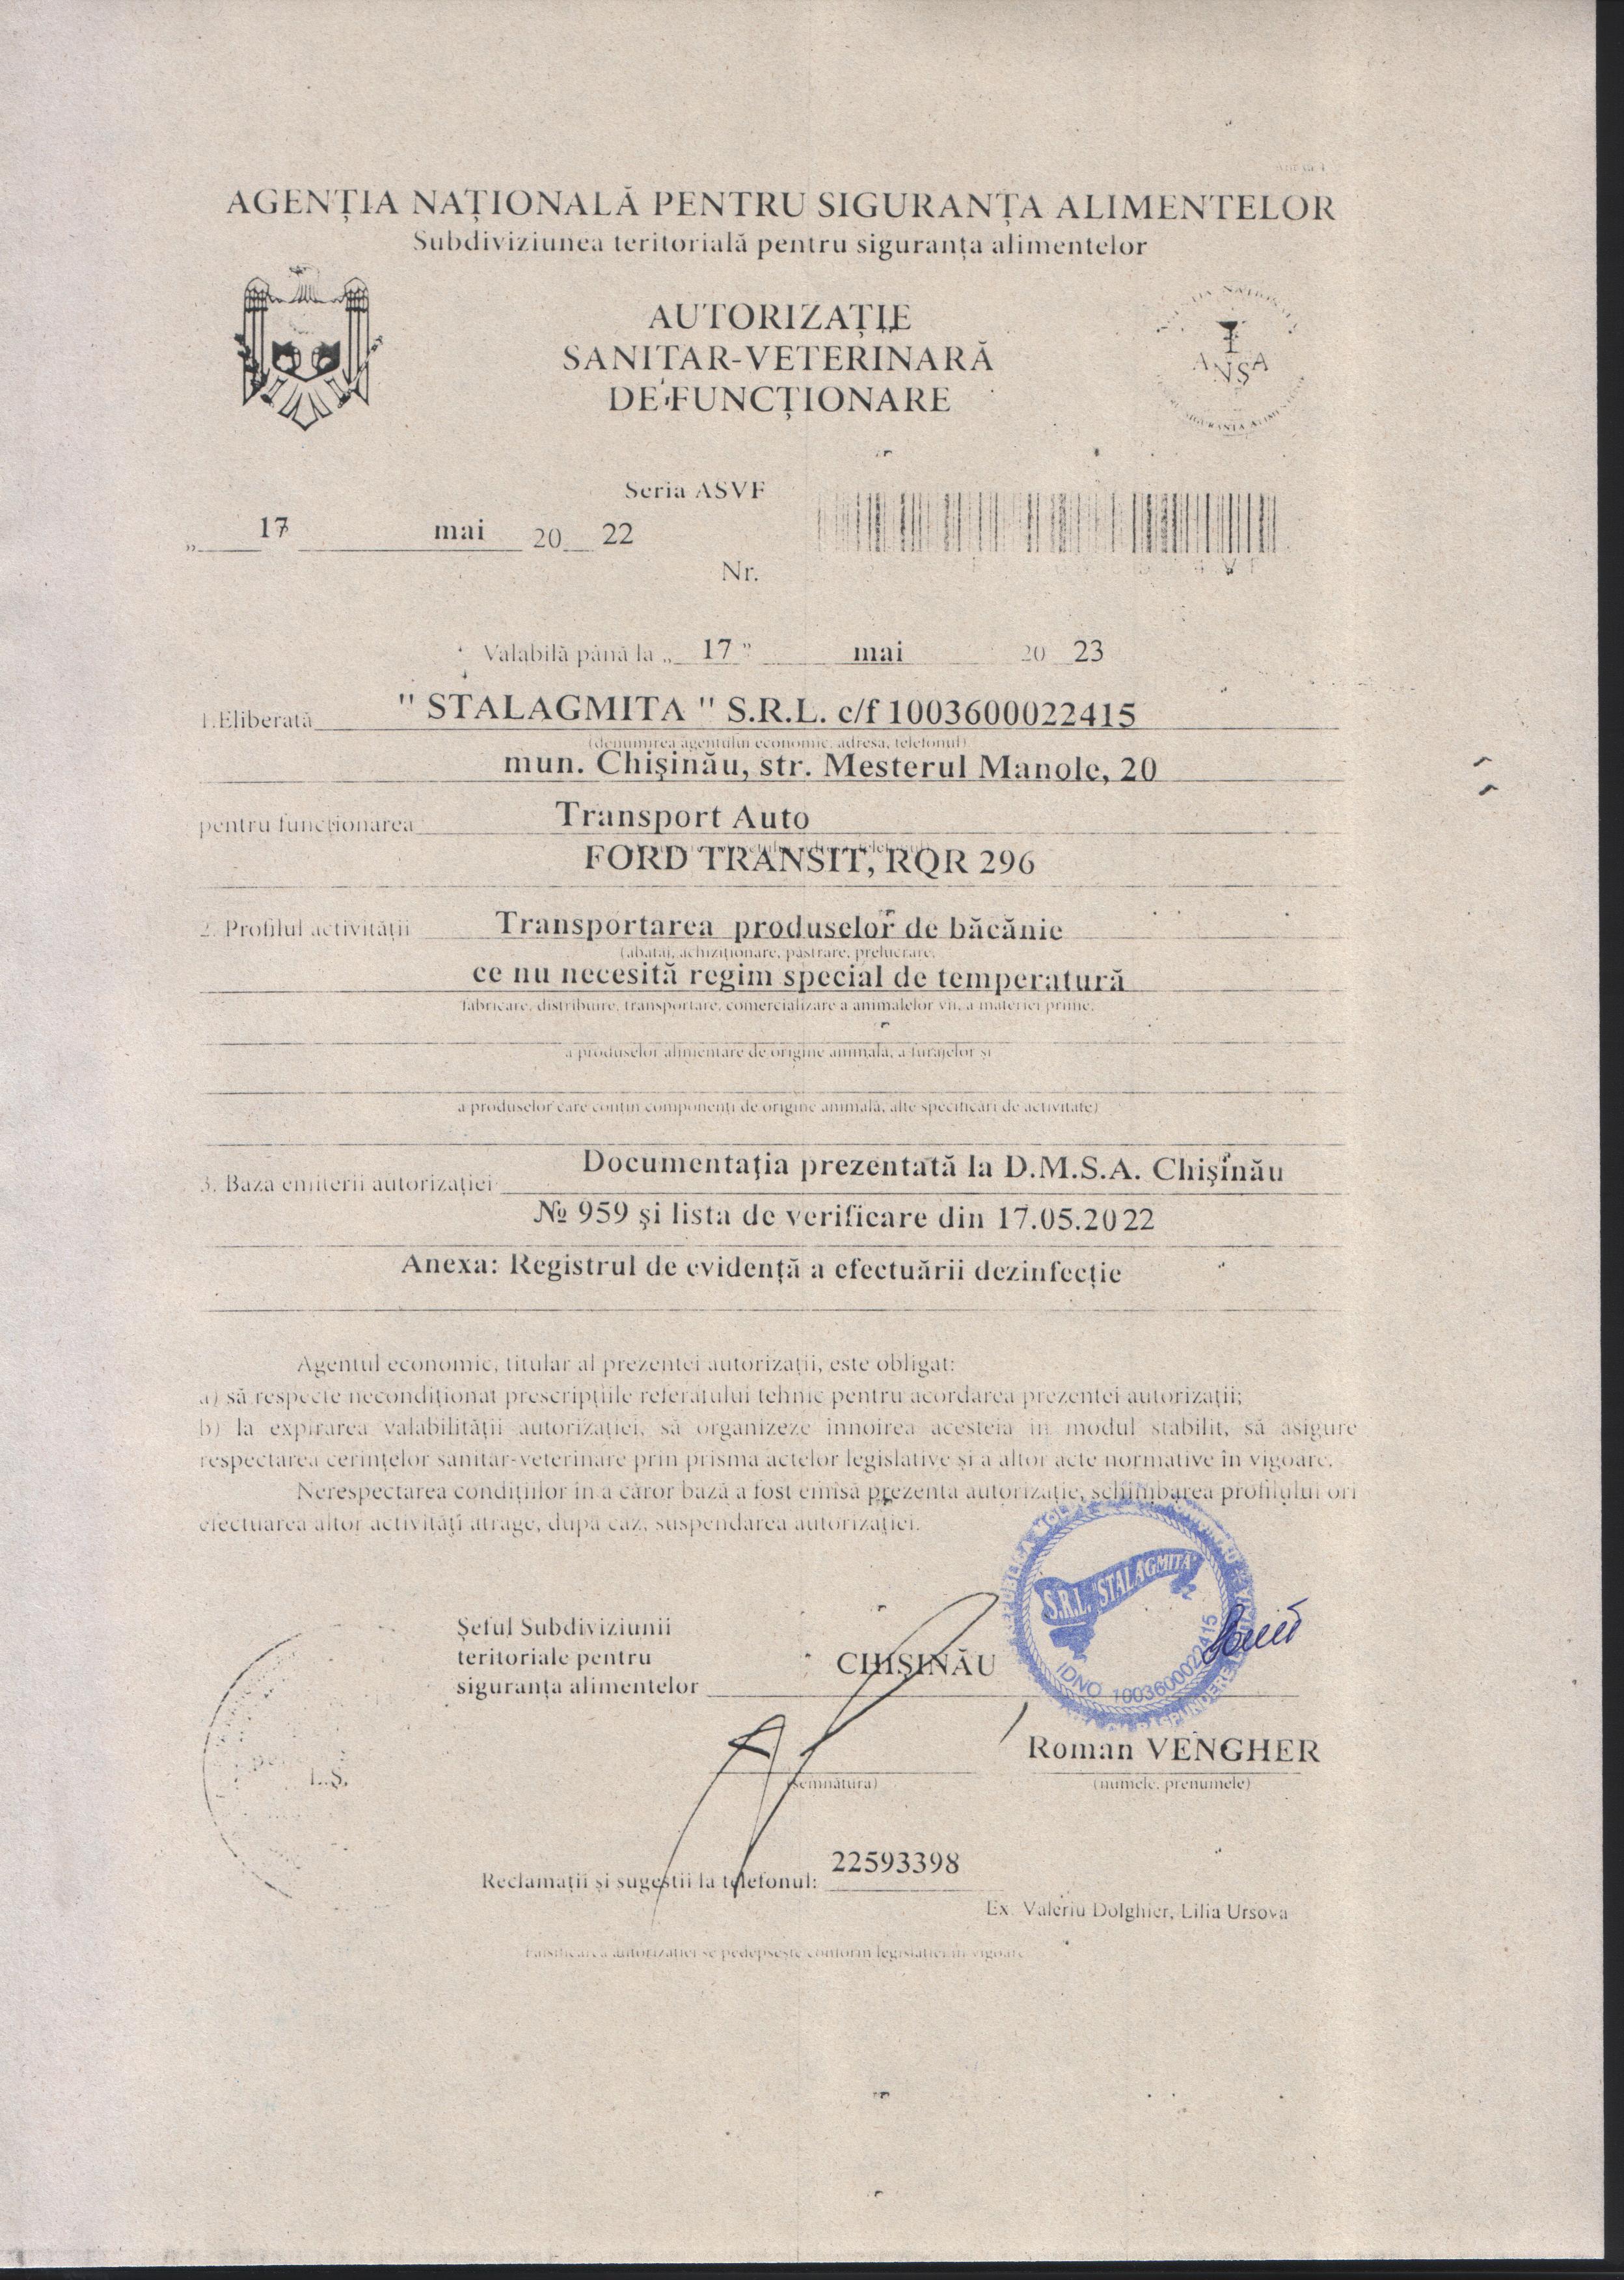 AGENȚIA NAȚIONALĂ PENTRU SIGURANȚA ALIMENTELOR
Subdiviziunea teritorială pentru siguranța alimentelor
AUTORIZAȚIE
SANITAR-VETERINARĂ
DE FUNCȚIONARE
ANSA
Seria ASVF
„ 17 mai 20 22
Nr.
Valabilă până la „ 17 ” mai 20 23
1.Eliberată " STALAGMITA " S.R.L. c/f 1003600022415
(denumirea agentului economic, adresa, telefonul)
mun. Chişinău, str. Mesterul Manole, 20
pentru funcționarea Transport Auto
FORD TRANSIT, RQR 296
2. Profilul activității Transportarea produselor de băcănie
(abataj, achiziționare, păstrare, prelucrare,
ce nu necesită regim special de temperatură
fabricare, distribuire, transportare, comercializare a animalelor vii, a materiei prime,
a produselor alimentare de origine animală, a furajelor și
a produselor care conțin componenți de origine animală, alte specificări de activitate)
3. Baza emiterii autorizației Documentaţia prezentată la D.M.S.A. Chişinău
№ 959 şi lista de verificare din 17.05.2022
Anexa: Registrul de evidență a efectuării dezinfecție
Agentul economic, titular al prezentei autorizații, este obligat:
a) să respecte necondiționat prescripțiile referatului tehnic pentru acordarea prezentei autorizații;
b) la expirarea valabilității autorizației, să organizeze înnoirea acesteia în modul stabilit, să asigure
respectarea cerințelor sanitar-veterinare prin prisma actelor legislative și a altor acte normative în vigoare.
Nerespectarea condițiilor în a căror bază a fost emisă prezenta autorizație, schimbarea profilului ori
efectuarea altor activități atrage, după caz, suspendarea autorizației.
S.R.L. "STALAGMITA"
IDNO 1003600022415
Șeful Subdiviziunii
teritoriale pentru
siguranța alimentelor CHIȘINĂU
Roman VENGHER
L.Ș.
(semnătura) (numele, prenumele)
Reclamații și sugestii la telefonul: 22593398
Ex. Valeriu Dolghier, Lilia Ursova
Falsificarea autorizației se pedepsește conform legislației în vigoare